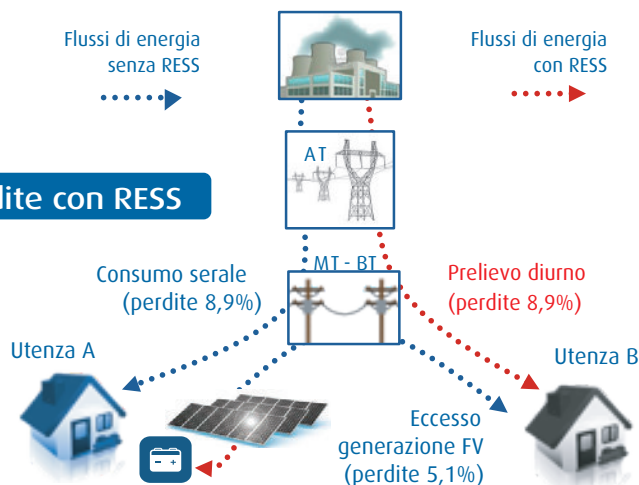 Flussi di energia
senza RESS
Flussi di energia
con RESS
AT
dite con RESS
MT - BT
Consumo serale
(perdite 8,9%)
Prelievo diurno
(perdite 8,9%)
Utenza A
Utenza B
Eccesso
generazione FV
(perdite 5,1%)